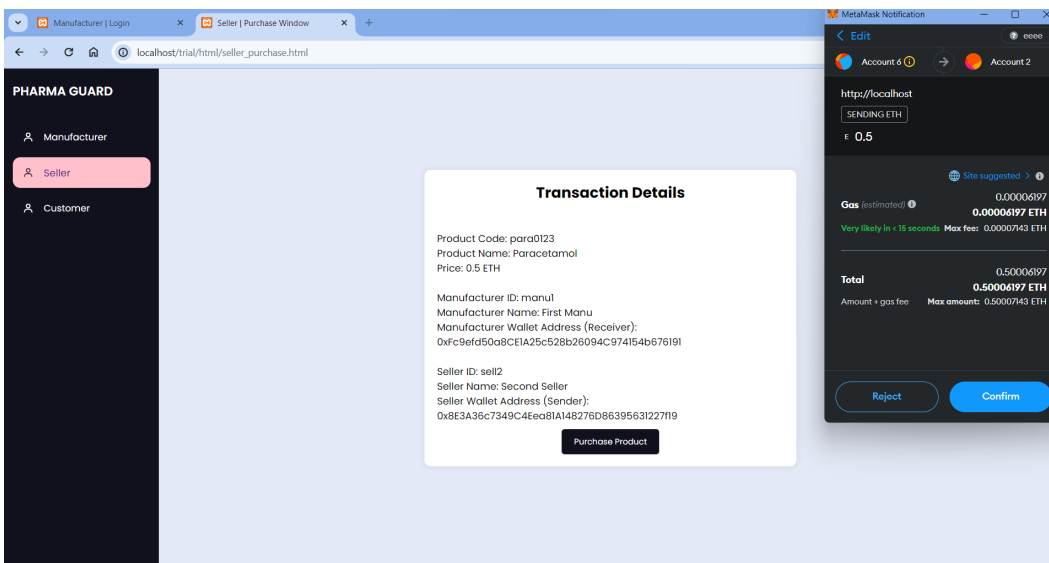 Manufacturer | Login
Seller | Purchase Window
localhost/trial/html/seller_purchase.html
PHARMA GUARD
Manufacturer
Seller
Customer
Transaction Details
Product Code: para0123
Product Name: Paracetamol
Price: 0.5 ETH
Manufacturer ID: manu1
Manufacturer Name: First Manu
Manufacturer Wallet Address (Receiver):
0xFc9efd50a8CE1A25c528b26094C974154b676191
Seller ID: sell2
Seller Name: Second Seller
Seller Wallet Address (Sender):
0x8E3A36c7349C4Eea81A148276D86395631227f19
Purchase Product
MetaMask Notification
Edit
? eeee
Account 6
Account 2
http://localhost
SENDING ETH
E 0.5
Site suggested >
0.00006197
Gas (estimated) 0.00006197 ETH
Very likely in < 15 seconds Max fee: 0.00007143 ETH
0.50006197
Total 0.50006197 ETH
Amount + gas fee Max amount: 0.50007143 ETH
Reject
Confirm